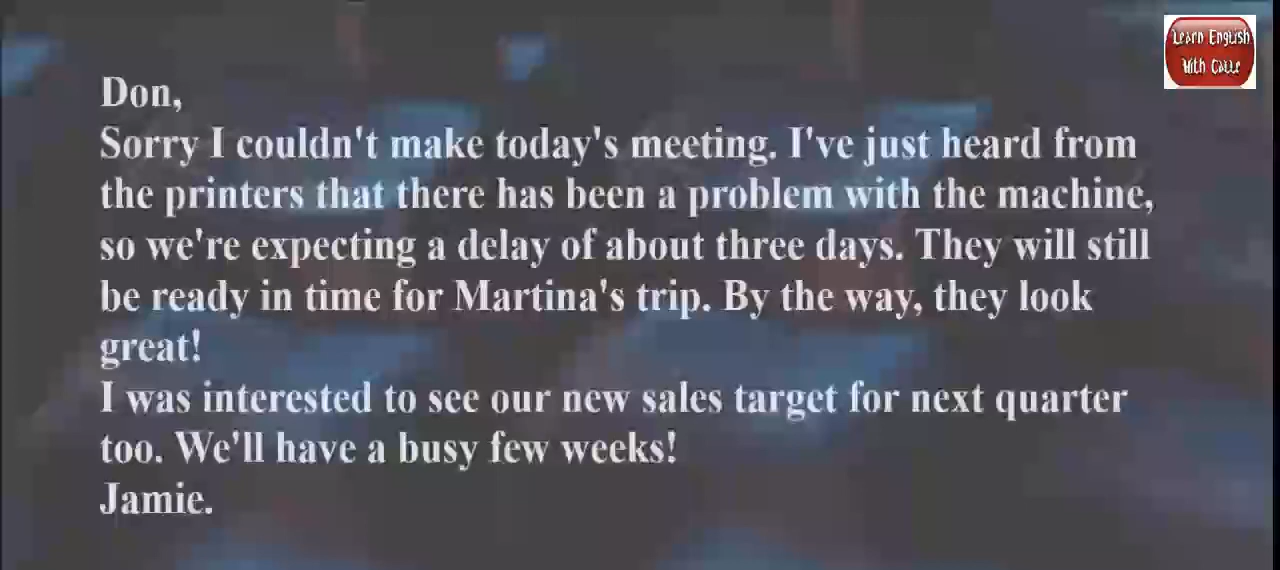 Learn English
With Călle
Don,
Sorry I couldn't make today's meeting. I've just heard from
the printers that there has been a problem with the machine,
so we're expecting a delay of about three days. They will still
be ready in time for Martina's trip. By the way, they look
great!
I was interested to see our new sales target for next quarter
too. We'll have a busy few weeks!
Jamie.